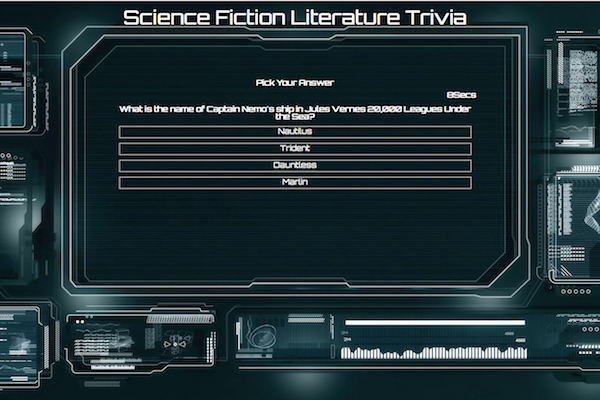 Science Fiction Literature Trivia
Pick Your Answer
8Secs
What is the name of Captain Nemo's ship in Jules Vernes 20,000 Leagues Under
the Sea?
Nautilus
Trident
Dauntless
Marlin